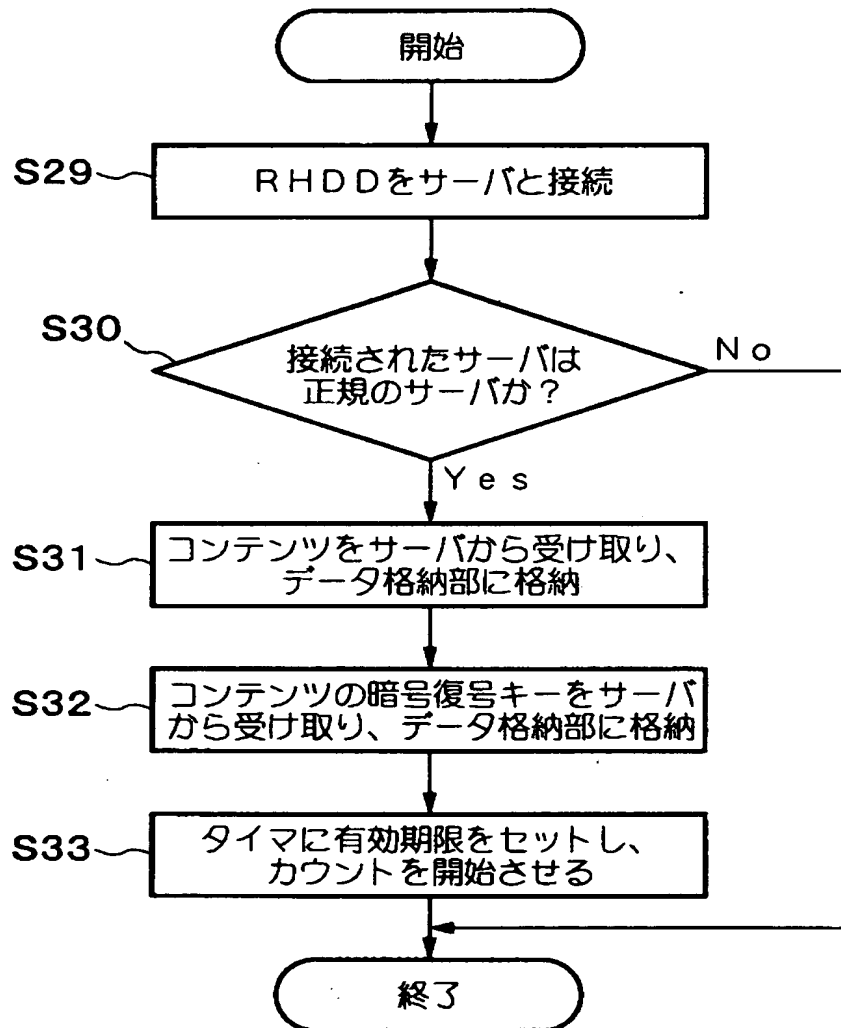 開始
S29
RHDDをサーバと接続
S30
接続されたサーバは
正規のサーバか?
No
Yes
S31
コンテンツをサーバから受け取り、
データ格納部に格納
S32
コンテンツの暗号復号キーをサーバ
から受け取り、データ格納部に格納
S33
タイマに有効期限をセットし、
カウントを開始させる
終了